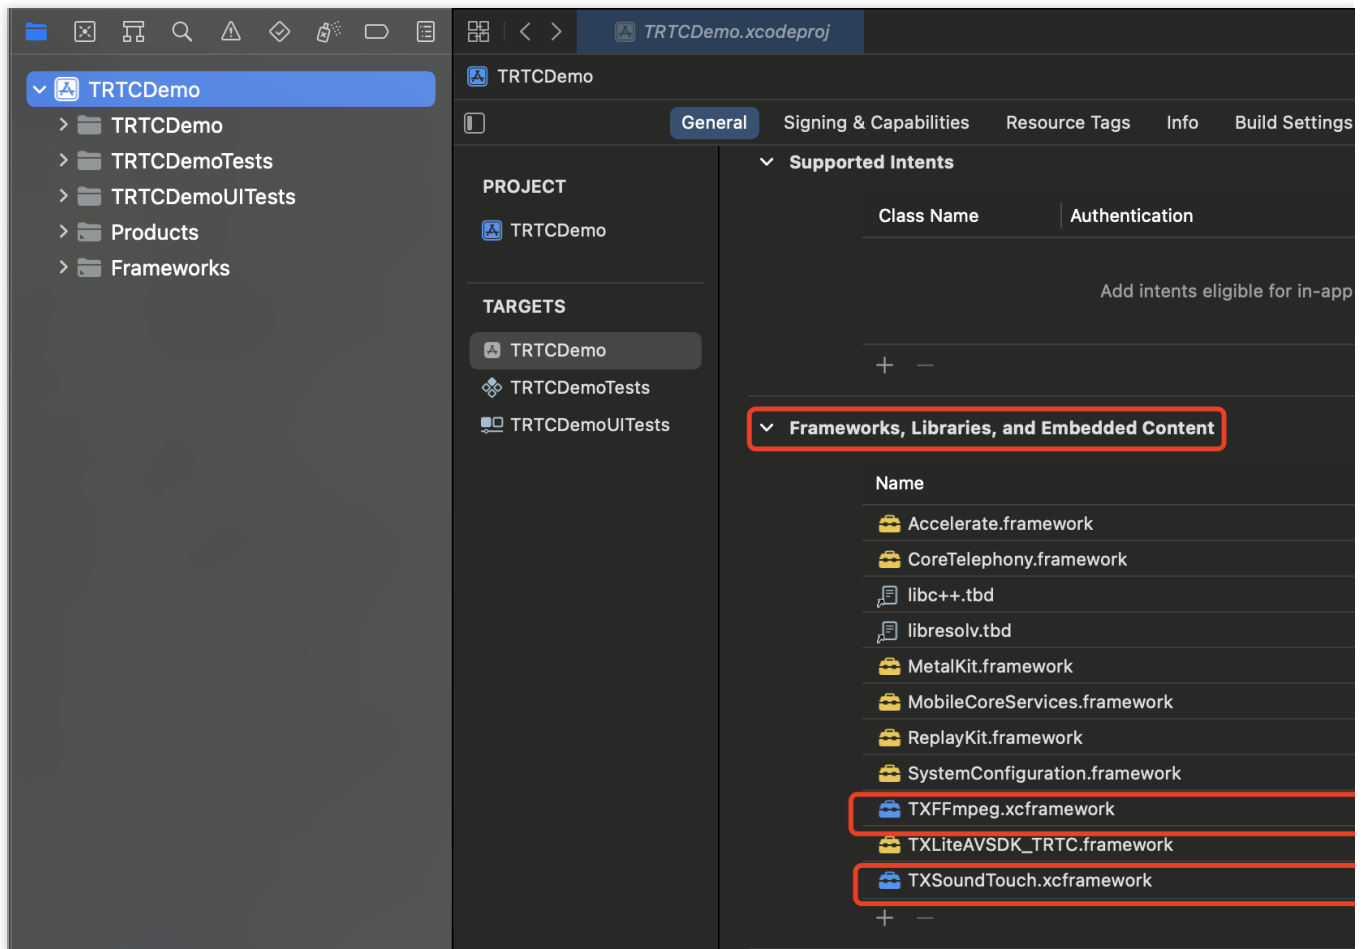 TRTCDemo.xcodeproj
TRTCDemo
TRTCDemo
TRTCDemoTests
TRTCDemoUITests
Products
Frameworks
TRTCDemo
General
Signing & Capabilities
Resource Tags
Info
Build Settings
PROJECT
TRTCDemo
TARGETS
TRTCDemo
TRTCDemoTests
TRTCDemoUITests
Supported Intents
Class Name
Authentication
Add intents eligible for in-app
Frameworks, Libraries, and Embedded Content
Name
Accelerate.framework
CoreTelephony.framework
libc++.tbd
libresolv.tbd
MetalKit.framework
MobileCoreServices.framework
ReplayKit.framework
SystemConfiguration.framework
TXFFmpeg.xcframework
TXLiteAVSDK_TRTC.framework
TXSoundTouch.xcframework